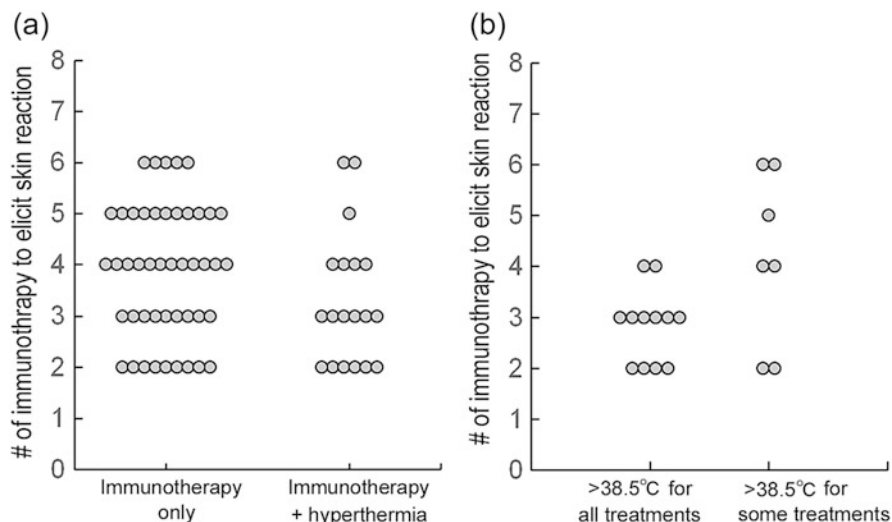 (a)
# of immunothrapy to elicit skin reaction
8
7
6
5
4
3
2
1
0
Immunotherapy
only
Immunotherapy
+ hyperthermia
(b)
# of immunothrapy to elicit skin reaction
8
7
6
5
4
3
2
1
0
>38.5°C for
all treatments
>38.5°C for
some treatments